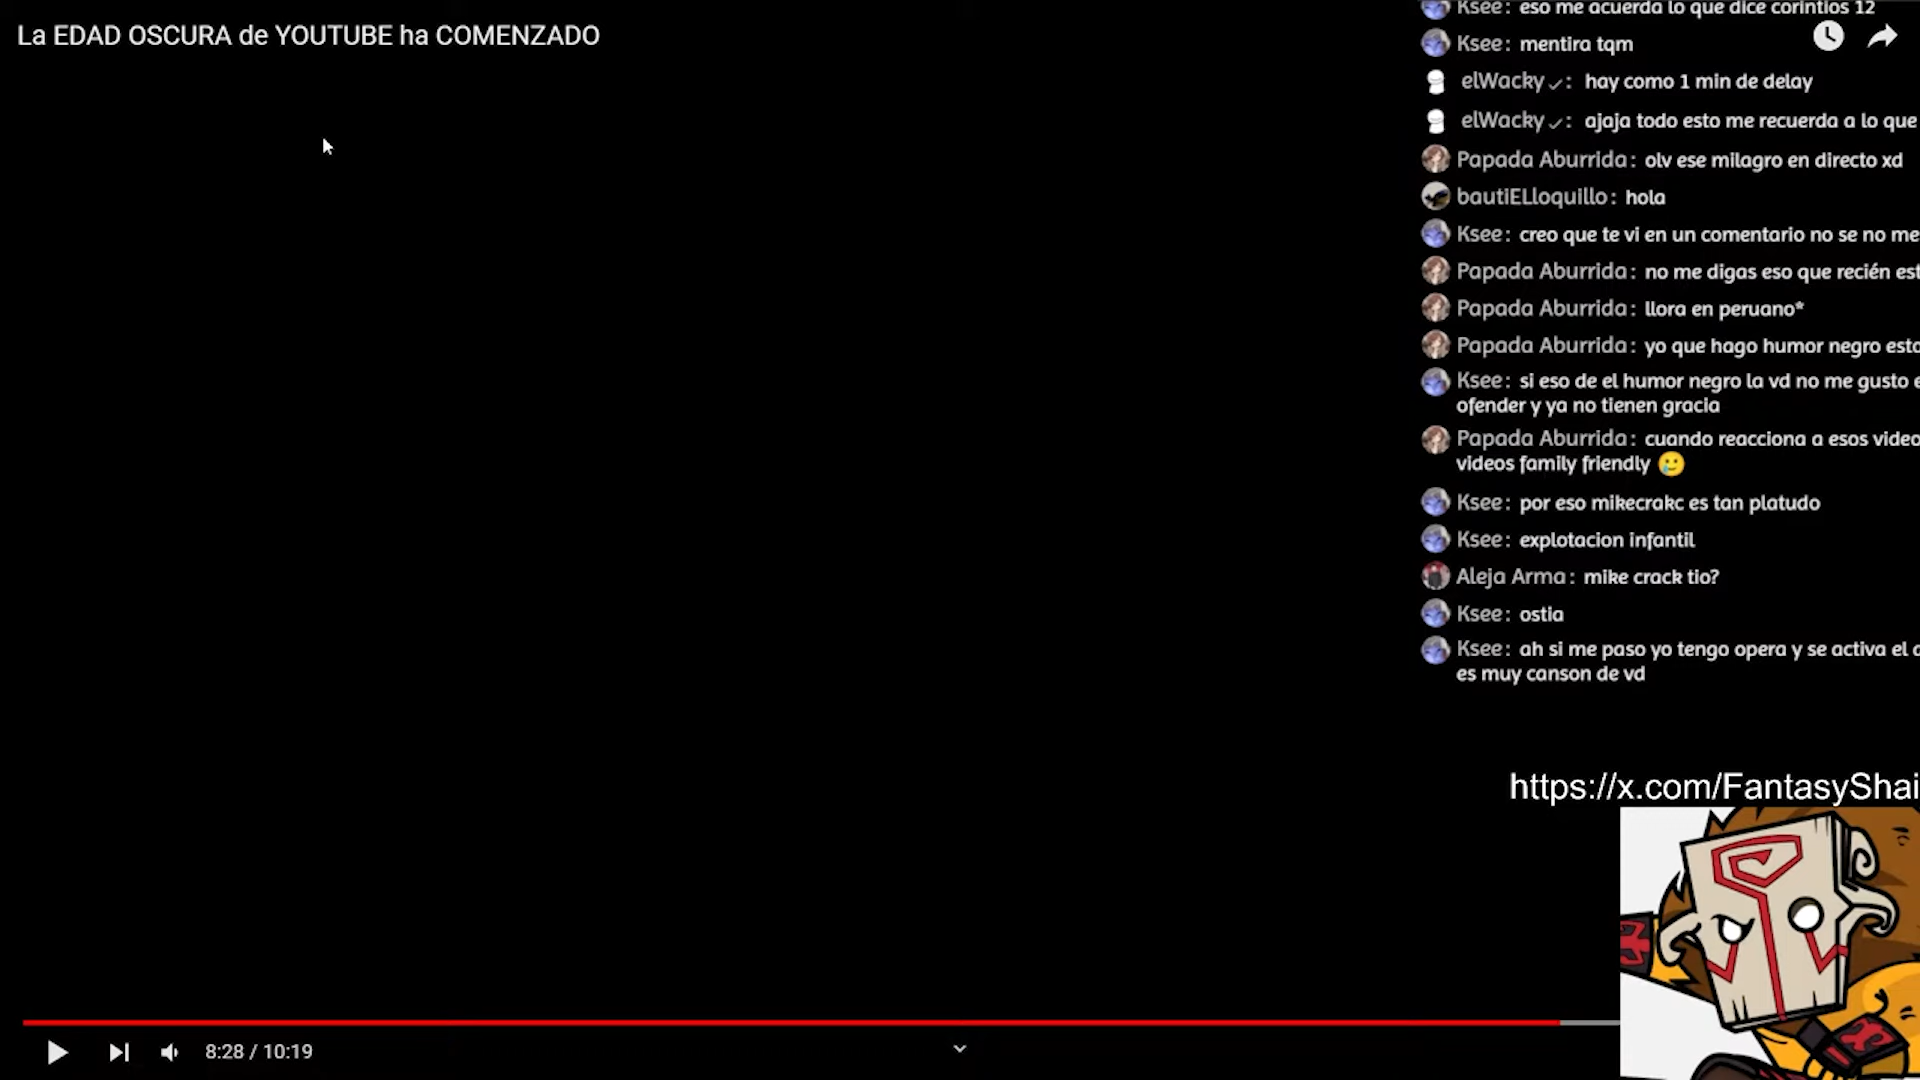 La EDAD OSCURA de YOUTUBE ha COMENZADO
Ksee: eso me acuerda lo que dice corintios 12
Ksee: mentira tqm
elWacky: hay como 1 min de delay
elWacky: ajaja todo esto me recuerda a lo que
Papada Aburrida: olv ese milagro en directo xd
bautiELloquillo: hola
Ksee: creo que te vi en un comentario no se no me
Papada Aburrida: no me digas eso que recién est
Papada Aburrida: llora en peruano*
Papada Aburrida: yo que hago humor negro esto
Ksee: si eso de el humor negro la vd no me gusto e
ofender y ya no tienen gracia
Papada Aburrida: cuando reacciona a esos video
videos family friendly 🥲
Ksee: por eso mikecrakc es tan platudo
Ksee: explotacion infantil
Aleja Arma: mike crack tio?
Ksee: ostia
Ksee: ah si me paso yo tengo opera y se activa el
es muy canson de vd
https://x.com/FantasyShai
8:28 / 10:19